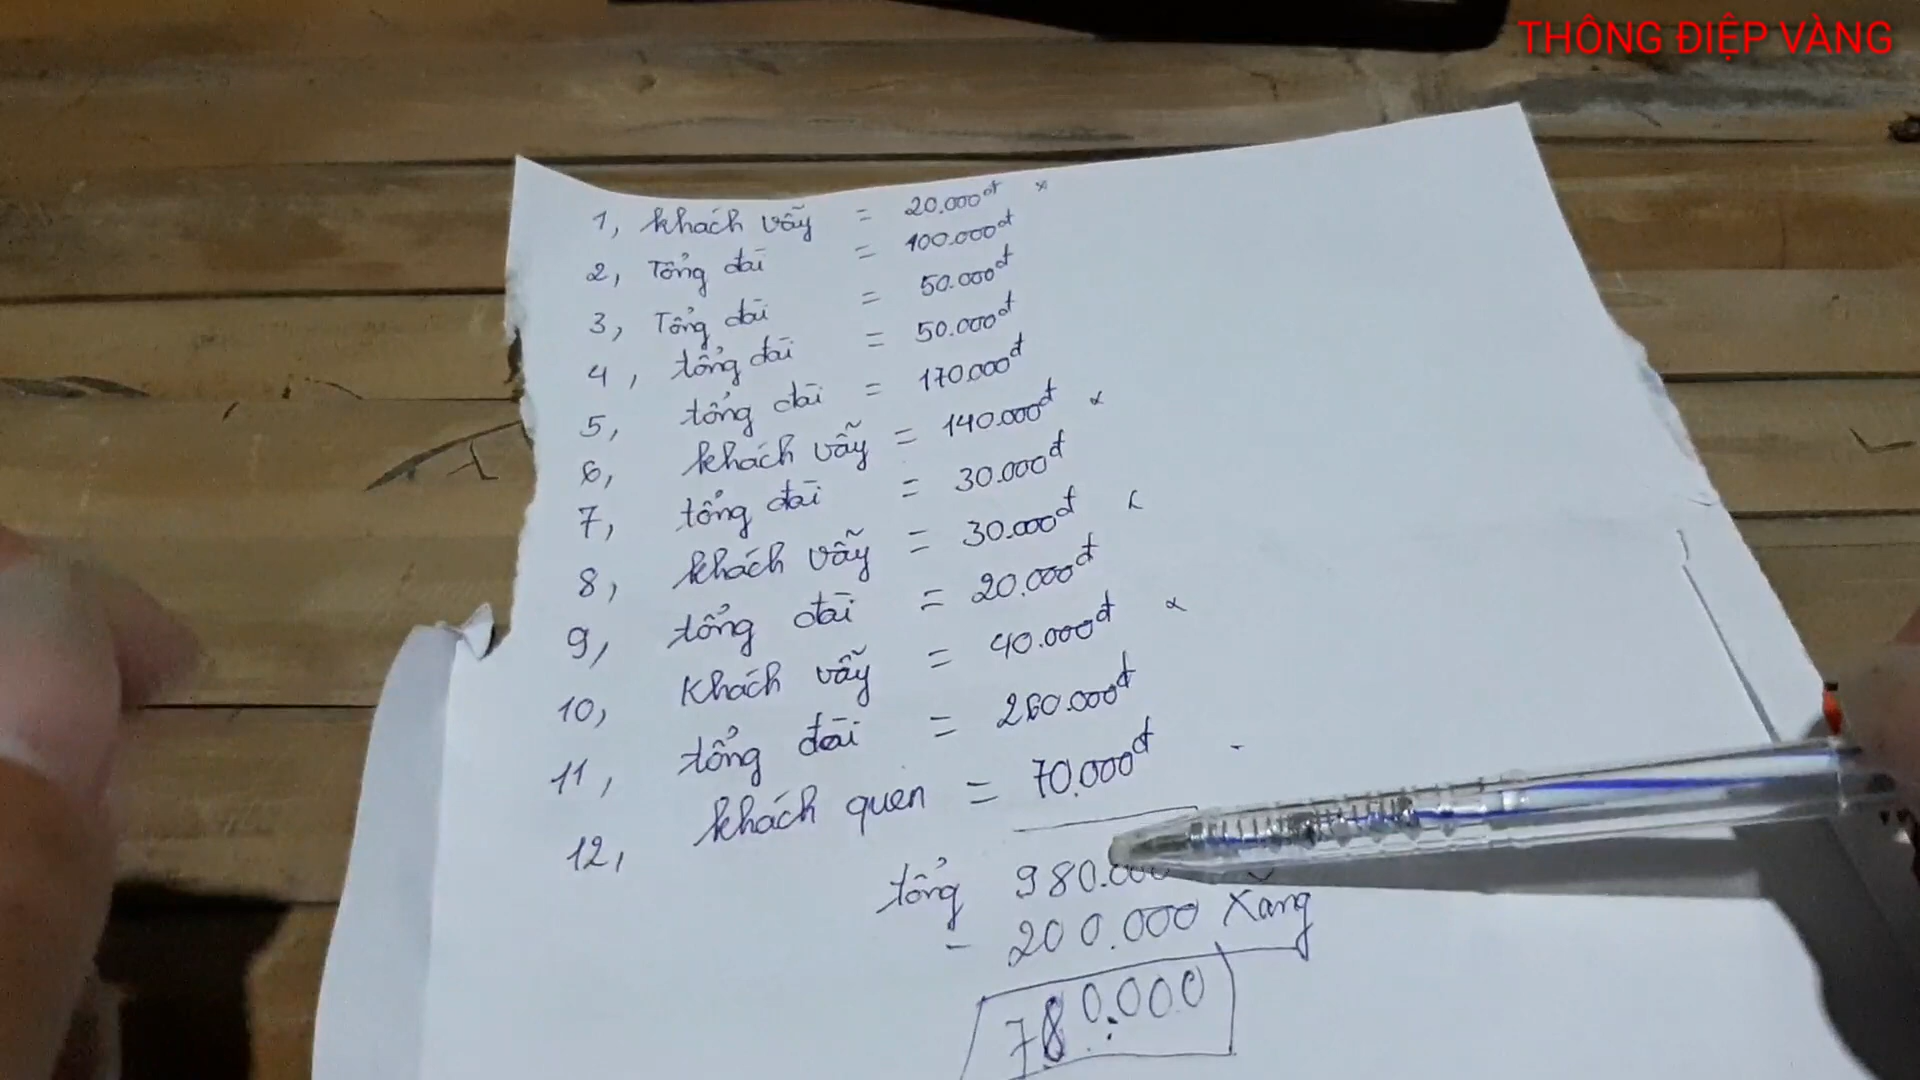 THÔNG ĐIỆP VÀNG
1, khách vẫy = 20.000đ x
2, Tổng đài = 100.000đ
3, Tổng đài = 50.000đ
4, tổng đài = 50.000đ
5, tổng đài = 170.000đ
6, khách vẫy = 140.000đ x
7, tổng đài = 30.000đ
8, khách vẫy = 30.000đ x
9, tổng đài = 20.000đ
10, Khách vẫy = 40.000đ x
11, tổng đài = 260.000đ
12, khách quen = 70.000đ -
tổng 980.000
- 200.000 xăng
780.000